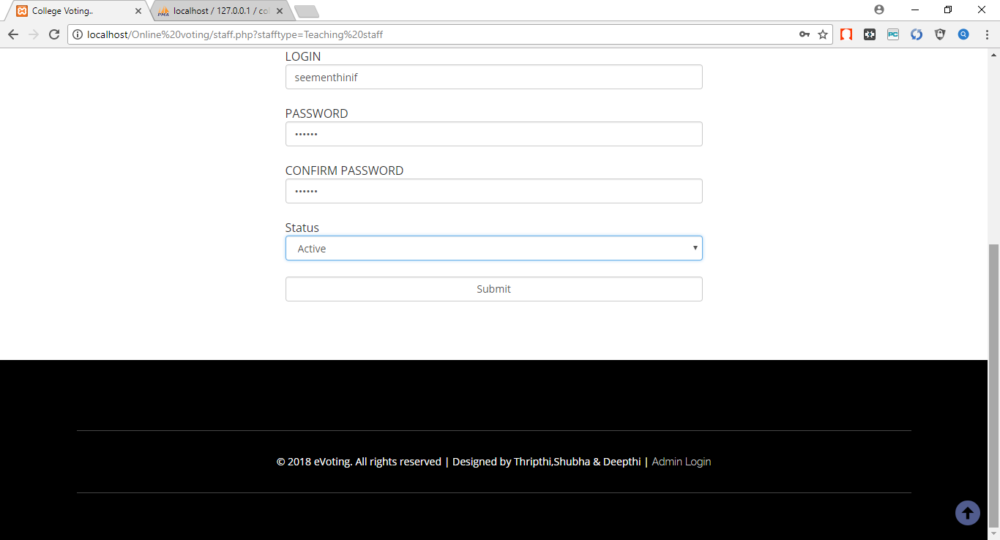 College Voting..
localhost / 127.0.0.1 / co
localhost/Online%20voting/staff.php?stafftype=Teaching%20staff
LOGIN
seementhinif
PASSWORD
••••••
CONFIRM PASSWORD
••••••
Status
Active
Submit
© 2018 eVoting. All rights reserved | Designed by Thripthi,Shubha & Deepthi | Admin Login